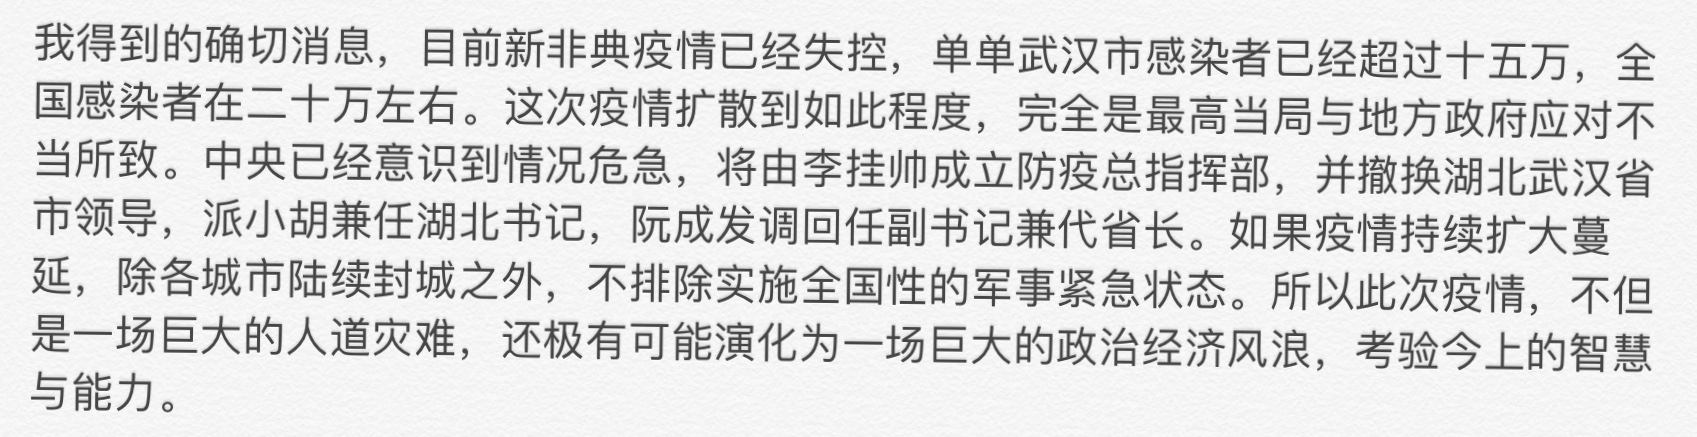 我得到的确切消息，目前新非典疫情已经失控，单单武汉市感染者已经超过十五万，全
国感染者在二十万左右。这次疫情扩散到如此程度，完全是最高当局与地方政府应对不
当所致。中央已经意识到情况危急，将由李挂帅成立防疫总指挥部，并撤换湖北武汉省
市领导，派小胡兼任湖北书记，阮成发调回任副书记兼代省长。如果疫情持续扩大蔓
延，除各城市陆续封城之外，不排除实施全国性的军事紧急状态。所以此次疫情，不但
是一场巨大的人道灾难，还极有可能演化为一场巨大的政治经济风浪，考验今上的智慧
与能力。